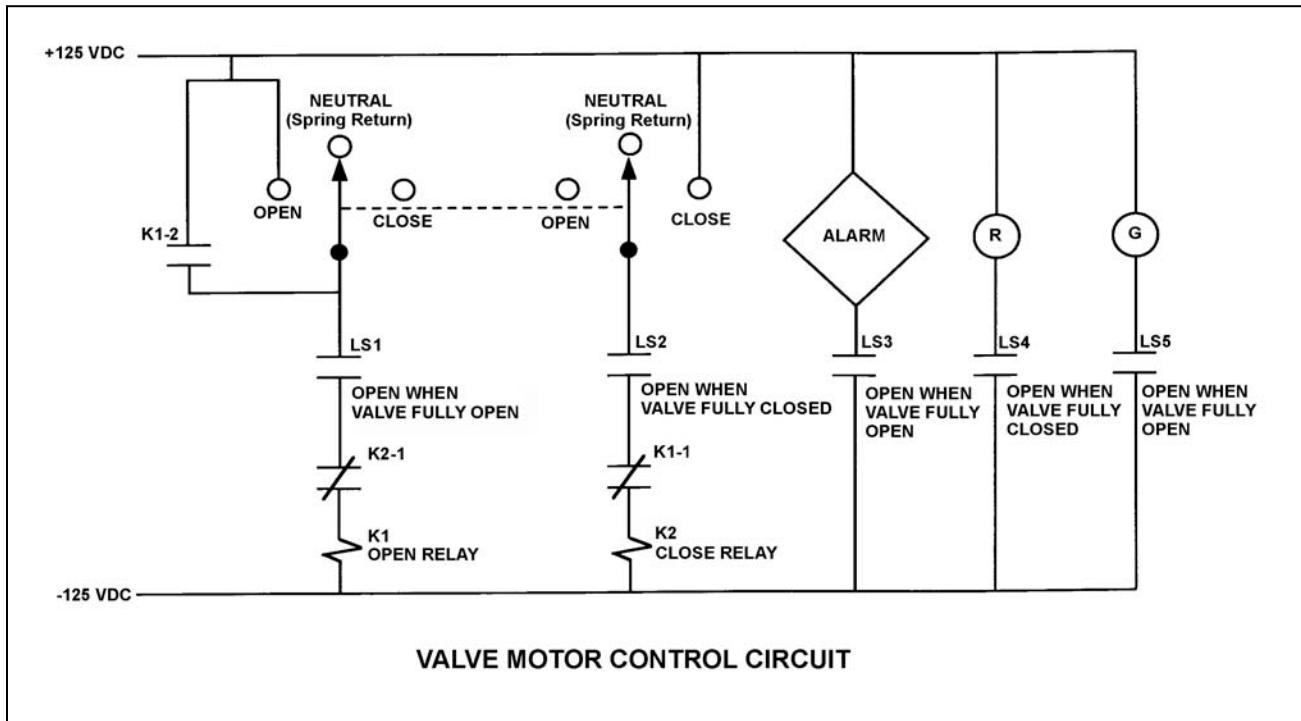 +125 VDC
NEUTRAL
(Spring Return)
NEUTRAL
(Spring Return)
OPEN
CLOSE
OPEN
CLOSE
K1-2
ALARM
R
G
LS1
OPEN WHEN
VALVE FULLY OPEN
LS2
OPEN WHEN
VALVE FULLY CLOSED
LS3
OPEN WHEN
VALVE FULLY
OPEN
LS4
OPEN WHEN
VALVE FULLY
CLOSED
LS5
OPEN WHEN
VALVE FULLY
OPEN
K2-1
K1-1
K1
OPEN RELAY
K2
CLOSE RELAY
-125 VDC
VALVE MOTOR CONTROL CIRCUIT